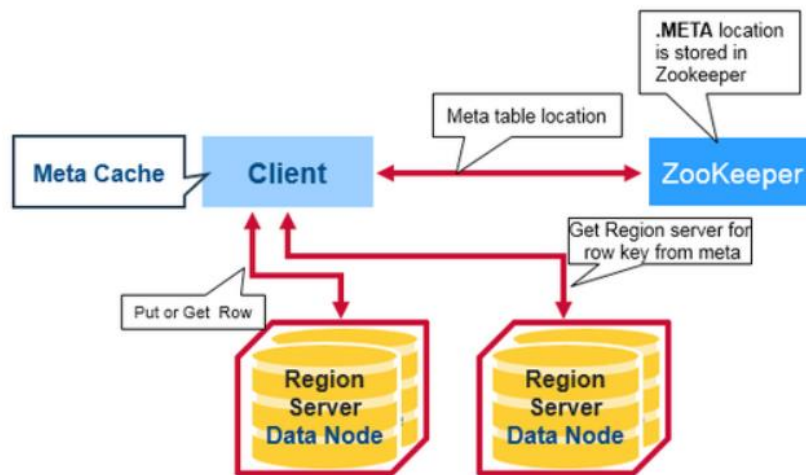 .META location
is stored in
Zookeeper
Meta table location
Meta Cache
Client
ZooKeeper
Get Region server for
row key from meta
Put or Get Row
Region
Server
Data Node
Region
Server
Data Node